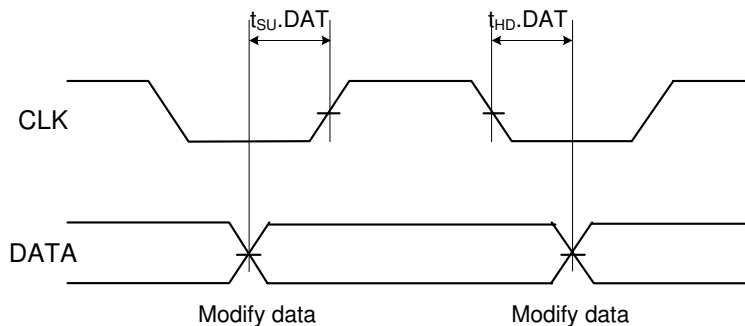 tSU.DAT tHD.DAT
CLK
DATA
Modify data Modify data